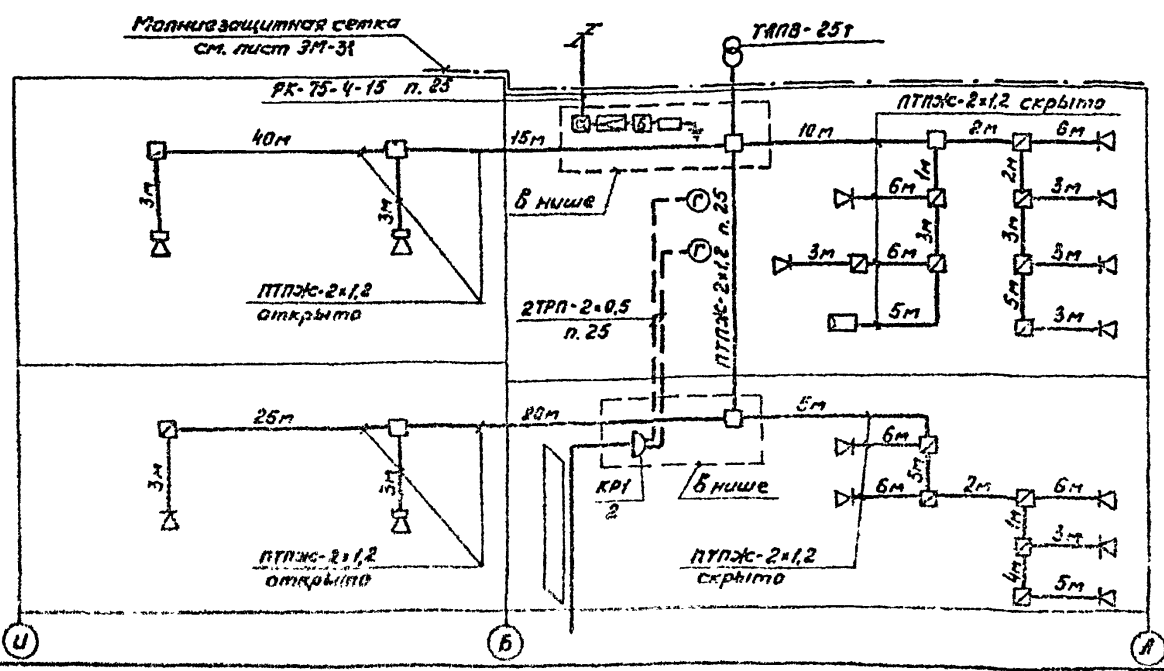 Молниезащитная сетка
см. лист ЭМ-31
ТАПВ-25т
РК-75-4-15 п. 25
ПТПЖ-2×1,2 скрыто
40м
15м
10м
2м
6м
3м
3м
1м
2м
6м
3м
В нише
Г
3м
3м
3м
6м
3м
Г
ПТПЖ-2×1,2 п. 25
ПТПЖ-2×1,2
открыто
2ТРП-2×0,5
п. 25
5м
5м
3м
25м
20м
5м
3м
3м
6м
5м
КР1
2
В нише
6м
2м
6м
1м
3м
ПТПЖ-2×1,2
открыто
ПТПЖ-2×1,2
скрыто
4м
5м
И
Б
А